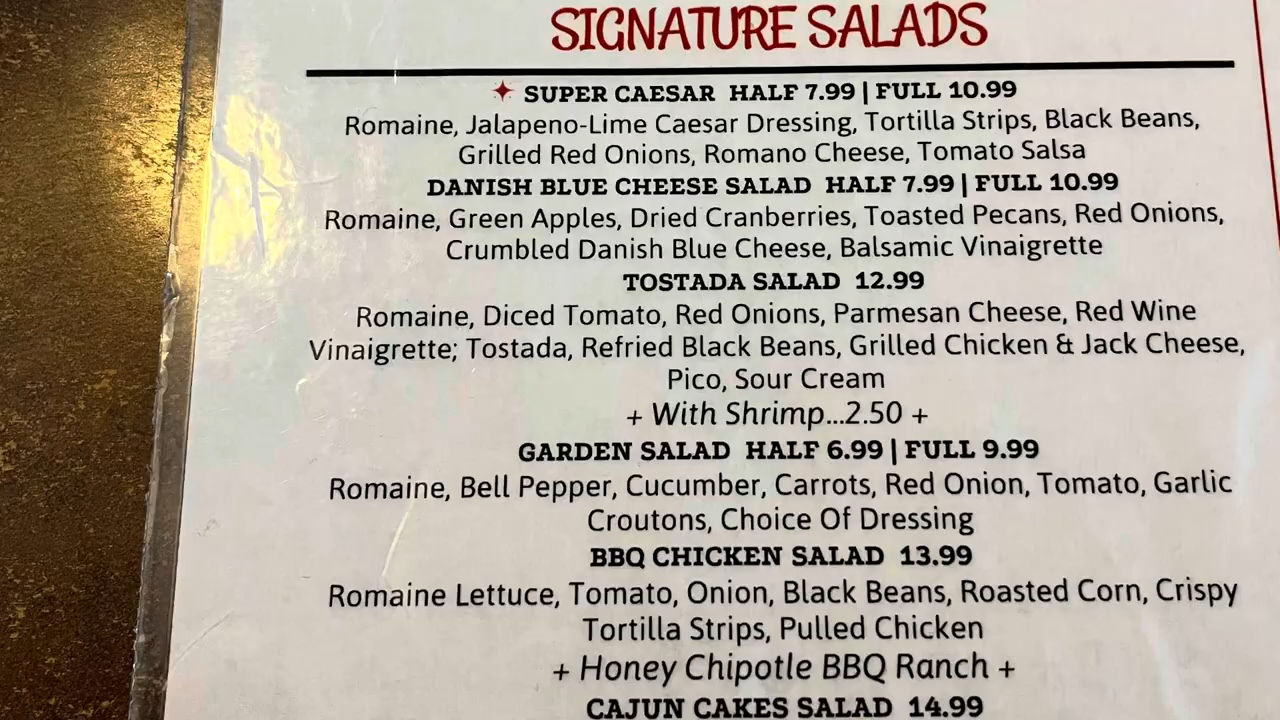 SIGNATURE SALADS
SUPER CAESAR HALF 7.99 | FULL 10.99
Romaine, Jalapeno-Lime Caesar Dressing, Tortilla Strips, Black Beans,
Grilled Red Onions, Romano Cheese, Tomato Salsa
DANISH BLUE CHEESE SALAD HALF 7.99 | FULL 10.99
Romaine, Green Apples, Dried Cranberries, Toasted Pecans, Red Onions,
Crumbled Danish Blue Cheese, Balsamic Vinaigrette
TOSTADA SALAD 12.99
Romaine, Diced Tomato, Red Onions, Parmesan Cheese, Red Wine
Vinaigrette; Tostada, Refried Black Beans, Grilled Chicken & Jack Cheese,
Pico, Sour Cream
+ With Shrimp...2.50 +
GARDEN SALAD HALF 6.99 | FULL 9.99
Romaine, Bell Pepper, Cucumber, Carrots, Red Onion, Tomato, Garlic
Croutons, Choice Of Dressing
BBQ CHICKEN SALAD 13.99
Romaine Lettuce, Tomato, Onion, Black Beans, Roasted Corn, Crispy
Tortilla Strips, Pulled Chicken
+ Honey Chipotle BBQ Ranch +
CAJUN CAKES SALAD 14.99